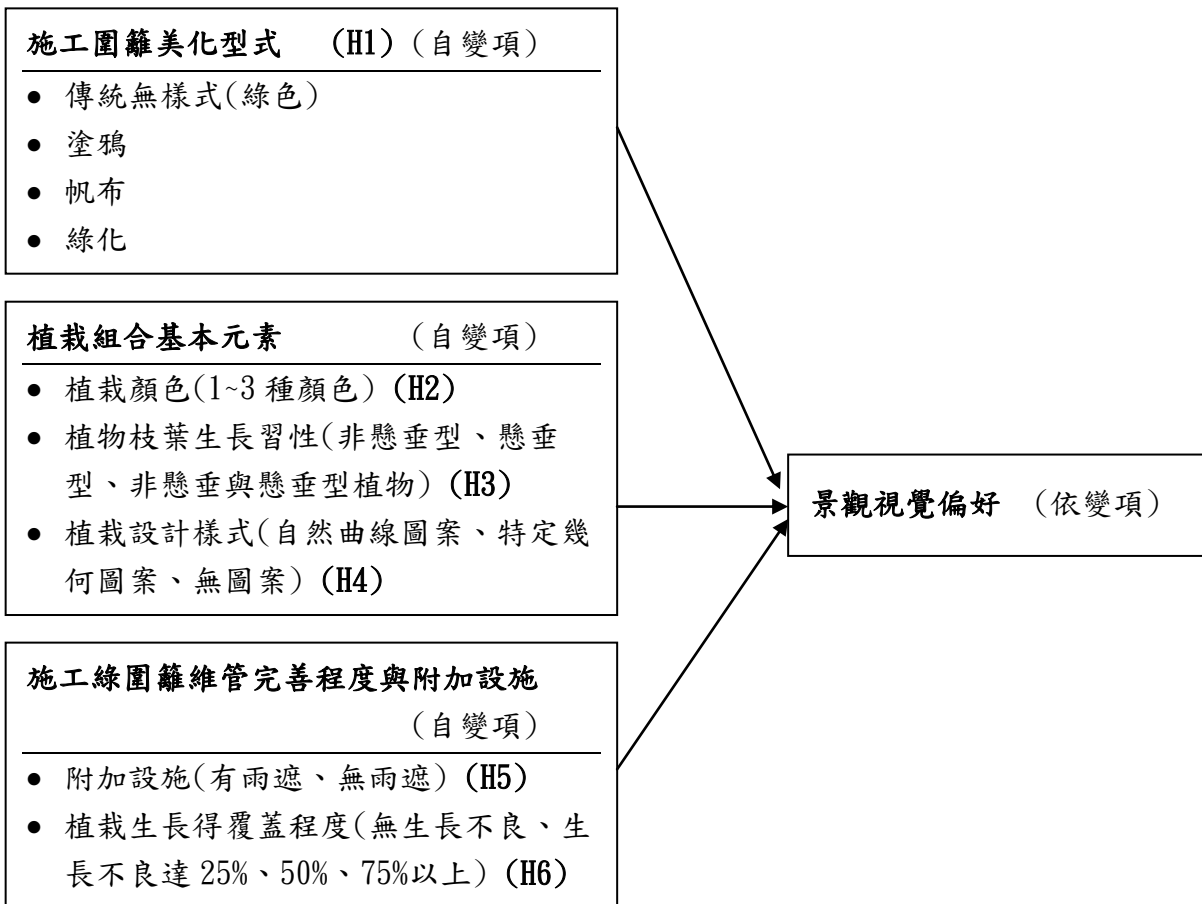 施工圍籬美化型式 (H1)(自變項)
● 傳統無樣式(綠色)
● 塗鴉
● 帆布
● 綠化
植栽組合基本元素 (自變項)
● 植栽顏色(1~3 種顏色)(H2)
● 植物枝葉生長習性(非懸垂型、懸垂
型、非懸垂與懸垂型植物)(H3)
● 植栽設計樣式(自然曲線圖案、特定幾
何圖案、無圖案)(H4)
施工綠圍籬維管完善程度與附加設施
(自變項)
● 附加設施(有雨遮、無雨遮)(H5)
● 植栽生長得覆蓋程度(無生長不良、生
長不良達 25%、50%、75%以上)(H6)
景觀視覺偏好 (依變項)